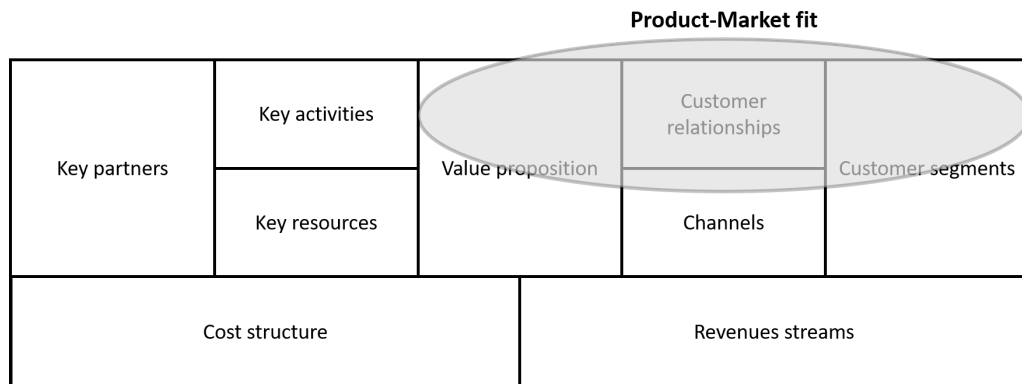 Product-Market fit
Key partners
Key activities
Key resources
Value proposition
Customer
relationships
Channels
Customer segments
Cost structure
Revenues streams